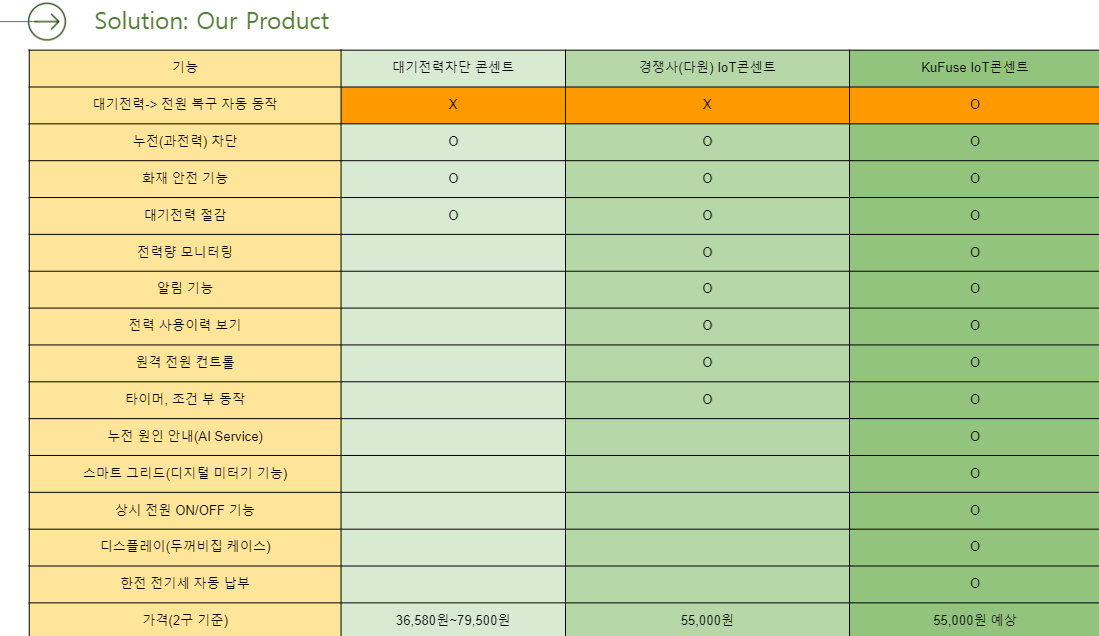 Solution: Our Product
기능 대기전력차단 콘센트 경쟁사(다원) IoT콘센트 KuFuse IoT콘센트
대기전력-> 전원 복구 자동 동작 X X O
누전(과전력) 차단 O O O
화재 안전 기능 O O O
대기전력 절감 O O O
전력량 모니터링 O O
알림 기능 O O
전력 사용이력 보기 O O
원격 전원 컨트롤 O O
타이머, 조건 부 동작 O O
누전 원인 안내(AI Service) O
스마트 그리드(디지털 미터기 기능) O
상시 전원 ON/OFF 기능 O
디스플레이(두꺼비집 케이스) O
한전 전기세 자동 납부 O
가격(2구 기준) 36,580원~79,500원 55,000원 55,000원 예상